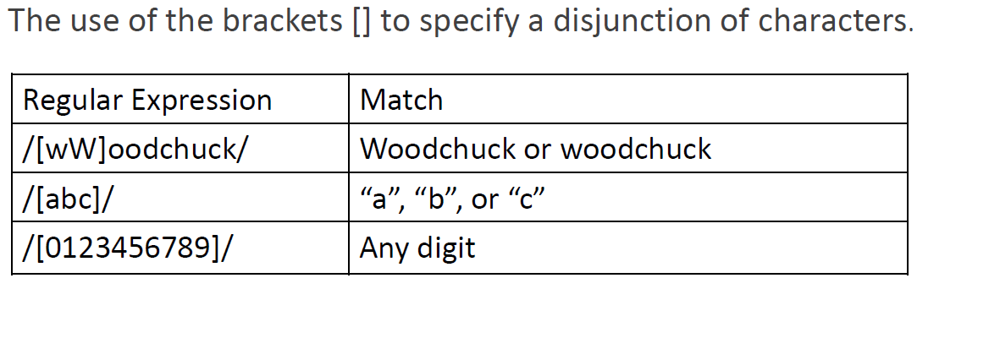 The use of the brackets [] to specify a disjunction of characters.
Regular Expression Match
/[wW]oodchuck/ Woodchuck or woodchuck
/[abc]/ “a”, “b”, or “c”
/[0123456789]/ Any digit